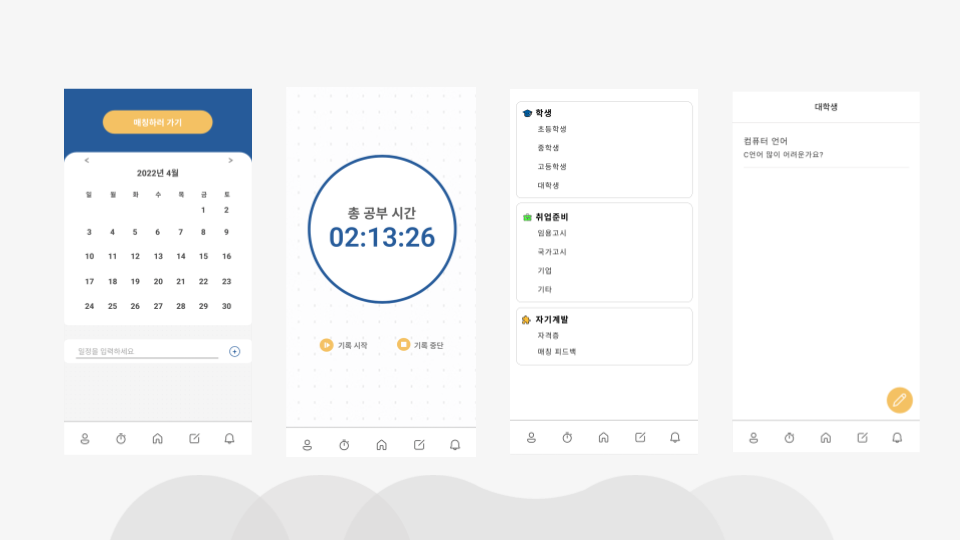 매칭하러 가기
< >
2022년 4월
일 월 화 수 목 금 토
1 2
3 4 5 6 7 8 9
10 11 12 13 14 15 16
17 18 19 20 21 22 23
24 25 26 27 28 29 30
일정을 입력하세요
총 공부 시간
02:13:26
기록 시작 기록 중단
학생
초등학생
중학생
고등학생
대학생
취업준비
임용고시
국가고시
기업
기타
자기계발
자격증
매칭 피드백
대학생
컴퓨터 언어
C언어 많이 어려운가요?